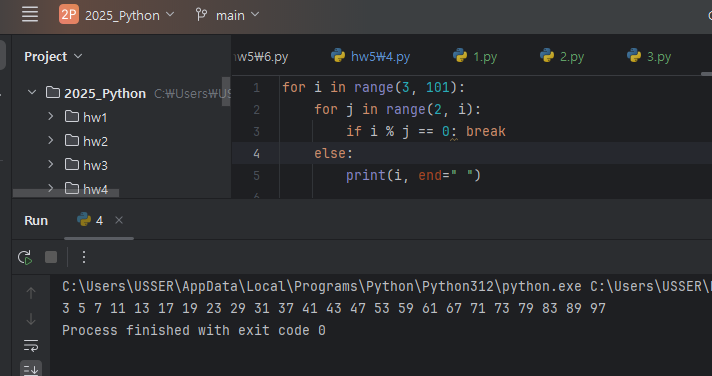 2P 2025_Python main
Project
hw5₩6.py hw5₩4.py 1.py 2.py 3.py
2025_Python C:₩Users₩US
hw1
hw2
hw3
hw4
1 for i in range(3, 101):
2 for j in range(2, i):
3 if i % j == 0: break
4 else:
5 print(i, end=" ")
Run 4
C:\Users\USSER\AppData\Local\Programs\Python\Python312\python.exe C:\Users\USSER\
3 5 7 11 13 17 19 23 29 31 37 41 43 47 53 59 61 67 71 73 79 83 89 97
Process finished with exit code 0